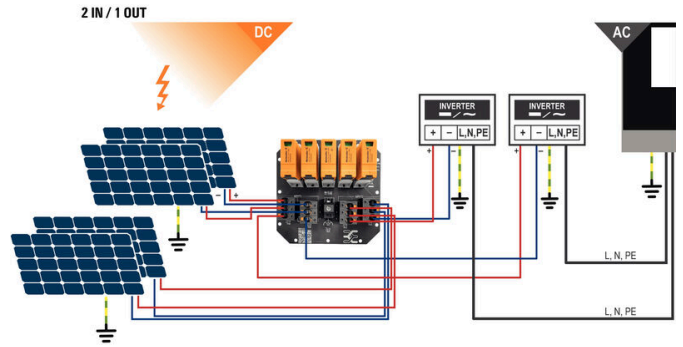 2 IN / 1 OUT
DC
AC
INVERTER
+ − L,N,PE
INVERTER
+ − L,N,PE
+ −
+ −
− +
L, N, PE
L, N, PE